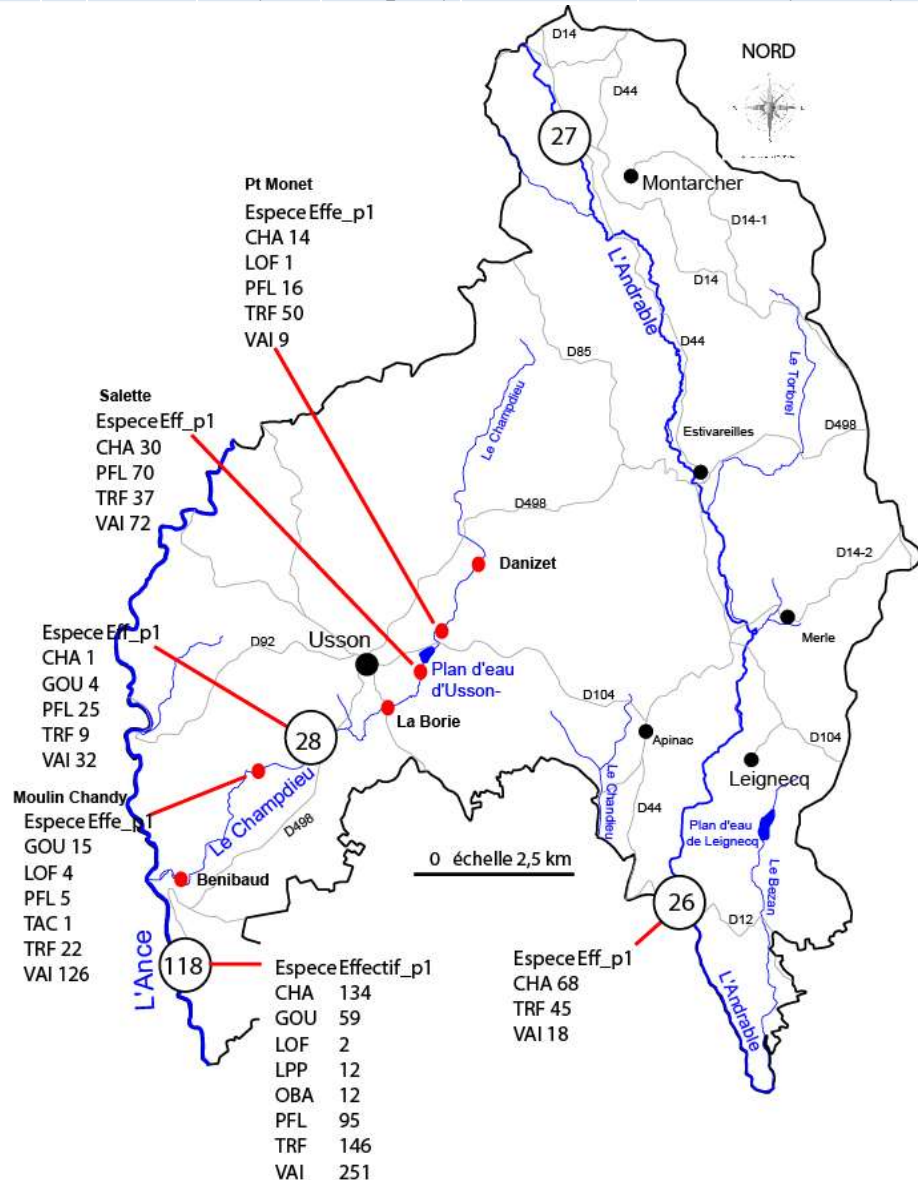 D14
NORD
D44
27
Montarcher
Pt Monet
Espece Effe_p1
CHA 14
LOF 1
PFL 16
TRF 50
VAI 9
D14-1
L'Andrable
D14
D44
D85
Le Tortorel
Le Champdieu
Salette
Espece Eff_p1
CHA 30
PFL 70
TRF 37
VAI 72
Estivareilles
D498
D498
D14-2
Danizet
Merle
Espece Eff_p1
CHA 1
GOU 4
PFL 25
TRF 9
VAI 32
D92
Usson
Plan d'eau
d'Usson-
La Borie
D104
Apinac
D104
28
Leignecq
Le Chandieu
D44
Moulin Chandy
Espece Effe_p1
GOU 15
LOF 4
PFL 5
TAC 1
TRF 22
VAI 126
Le Champdieu
D498
Plan d'eau
de Leignecq
0 échelle 2,5 km
Benibaud
Le Bezan
26
D12
L'Ance
118
Espece Effectif_p1
CHA 134
GOU 59
LOF 2
LPP 12
OBA 12
PFL 95
TRF 146
VAI 251
Espece Eff_p1
CHA 68
TRF 45
VAI 18
L'Andrable